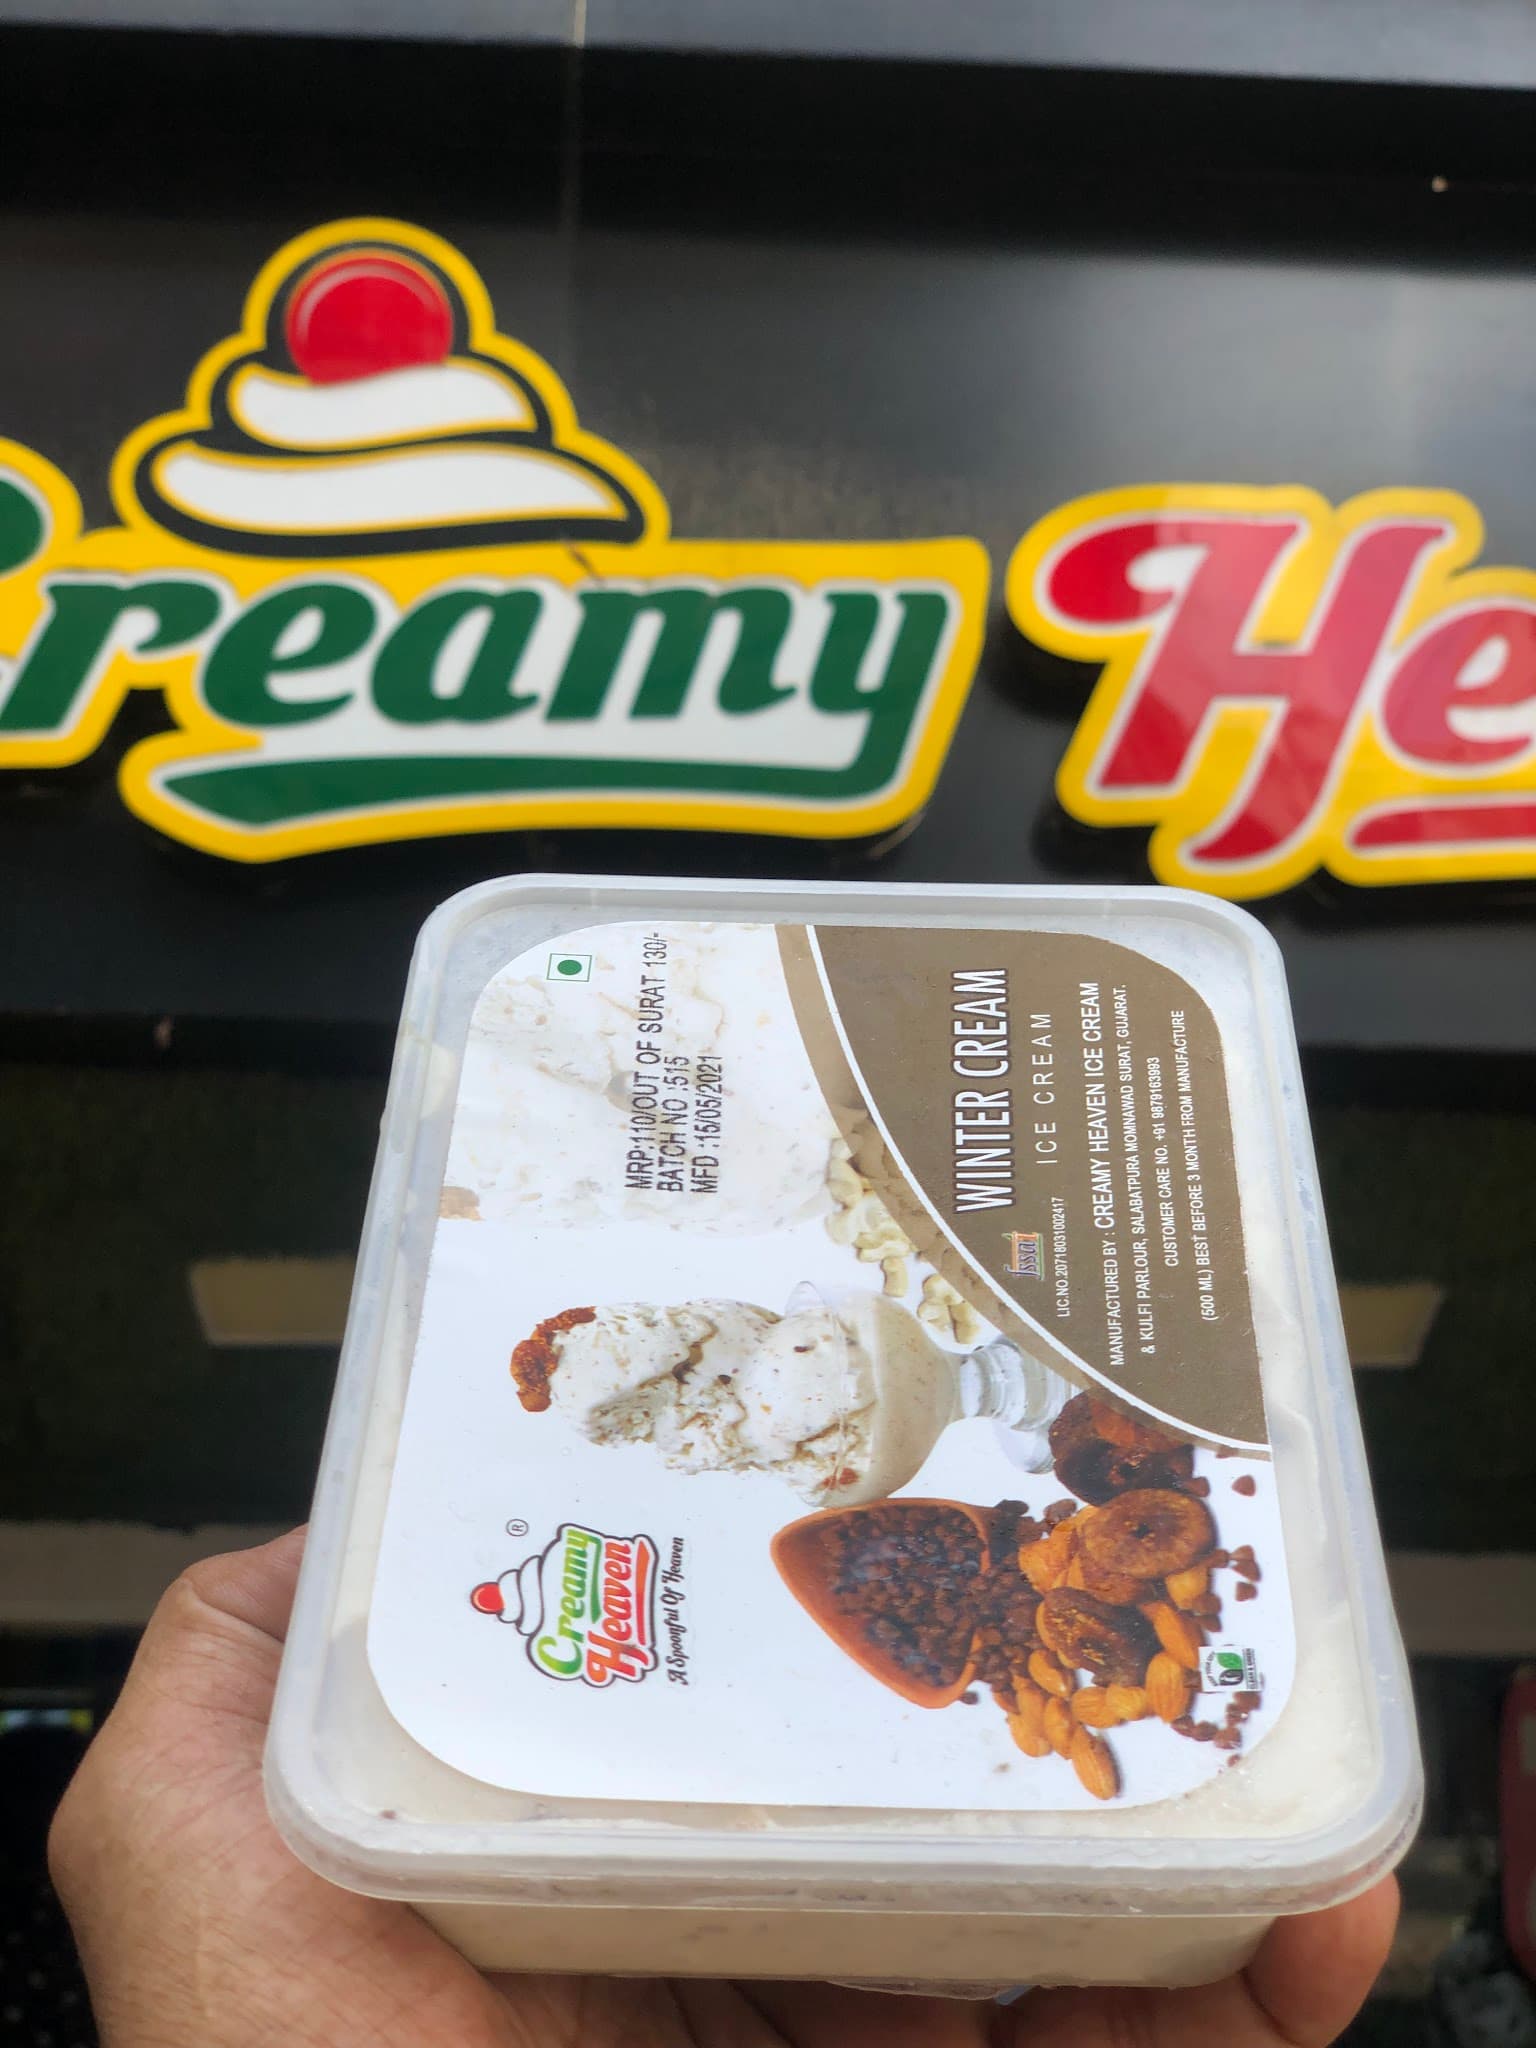 Creamy He
MRP:110/OUT OF SURAT 130/-
BATCH NO :515
MFD :15/05/2021
WINTER CREAM
ICE CREAM
fssai
LIC.NO.20718031002417
MANUFACTURED BY : CREAMY HEAVEN ICE CREAM
& KULFI PARLOUR, SALABATPURA MOMNAWAD SURAT, GUJARAT.
CUSTOMER CARE NO. +91 9879163993
(500 ML) BEST BEFORE 3 MONTH FROM MANUFACTURE
®
Creamy
Heaven
A Spoonful Of Heaven